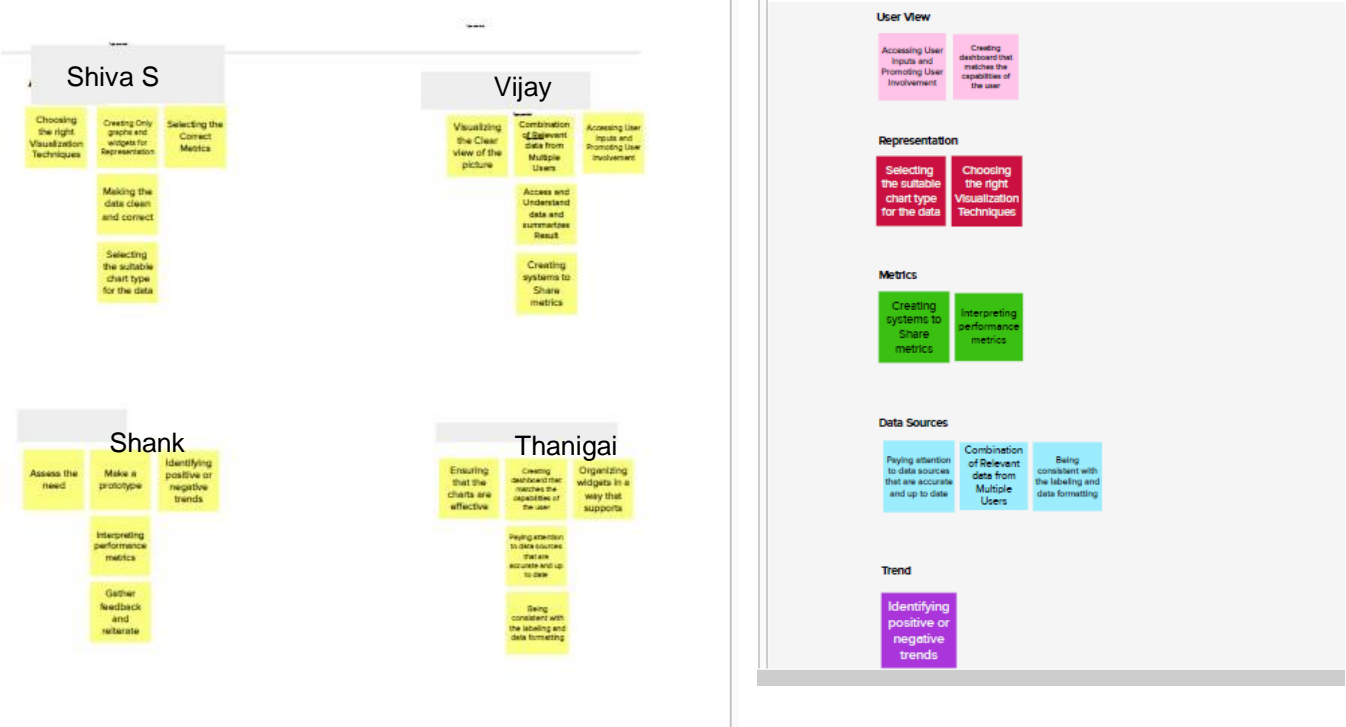 Shiva S
Choosing
the right
Visualization
Techniques
Creating Only
graphs and
widgets for
Representation
Selecting the
Correct
Metrics
Making the
data clean
and correct
Selecting
the suitable
chart type
for the data
Vijay
Visualizing
the Clear
view of the
picture
Combination
of Relevant
data from
Multiple
Users
Accessing User
Inputs and
Promoting User
Involvement
Access and
Understand
data and
summarizes
Result
Creating
systems to
Share
metrics
Shank
Assess the
need
Make a
prototype
Identifying
positive or
negative
trends
Interpreting
performance
metrics
Gather
feedback
and
reiterate
Thanigai
Ensuring
that the
charts are
effective
Creating
dashboard that
matches the
capabilities of
the user
Organizing
widgets in a
way that
supports
Paying attention
to data sources
that are
accurate and up
to date
Being
consistent with
the labeling and
data formatting
User View
Accessing User
Inputs and
Promoting User
Involvement
Creating
dashboard that
matches the
capabilities of
the user
Representation
Selecting
the suitable
chart type
for the data
Choosing
the right
Visualization
Techniques
Metrics
Creating
systems to
Share
metrics
Interpreting
performance
metrics
Data Sources
Paying attention
to data sources
that are accurate
and up to date
Combination
of Relevant
data from
Multiple
Users
Being
consistent with
the labeling and
data formatting
Trend
Identifying
positive or
negative
trends